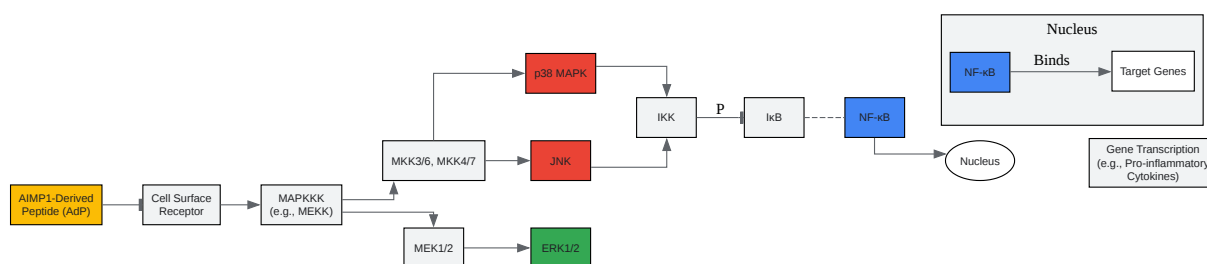 Nucleus
NF-κB
Binds
Target Genes
p38 MAPK
IKK
P
IκB
NF-κB
MKK3/6, MKK4/7
JNK
Nucleus
Gene Transcription
(e.g., Pro-inflammatory
Cytokines)
AIMP1-Derived
Peptide (AdP)
Cell Surface
Receptor
MAPKKK
(e.g., MEKK)
MEK1/2
ERK1/2